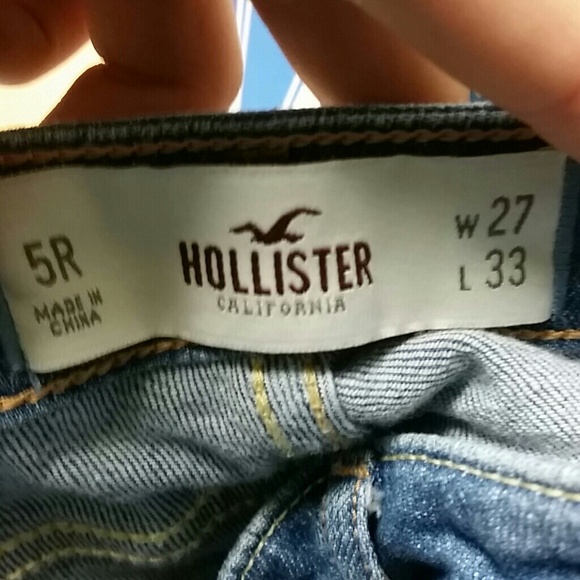 5R
MADE IN
CHINA
HOLLISTER
CALIFORNIA
W 27
L 33